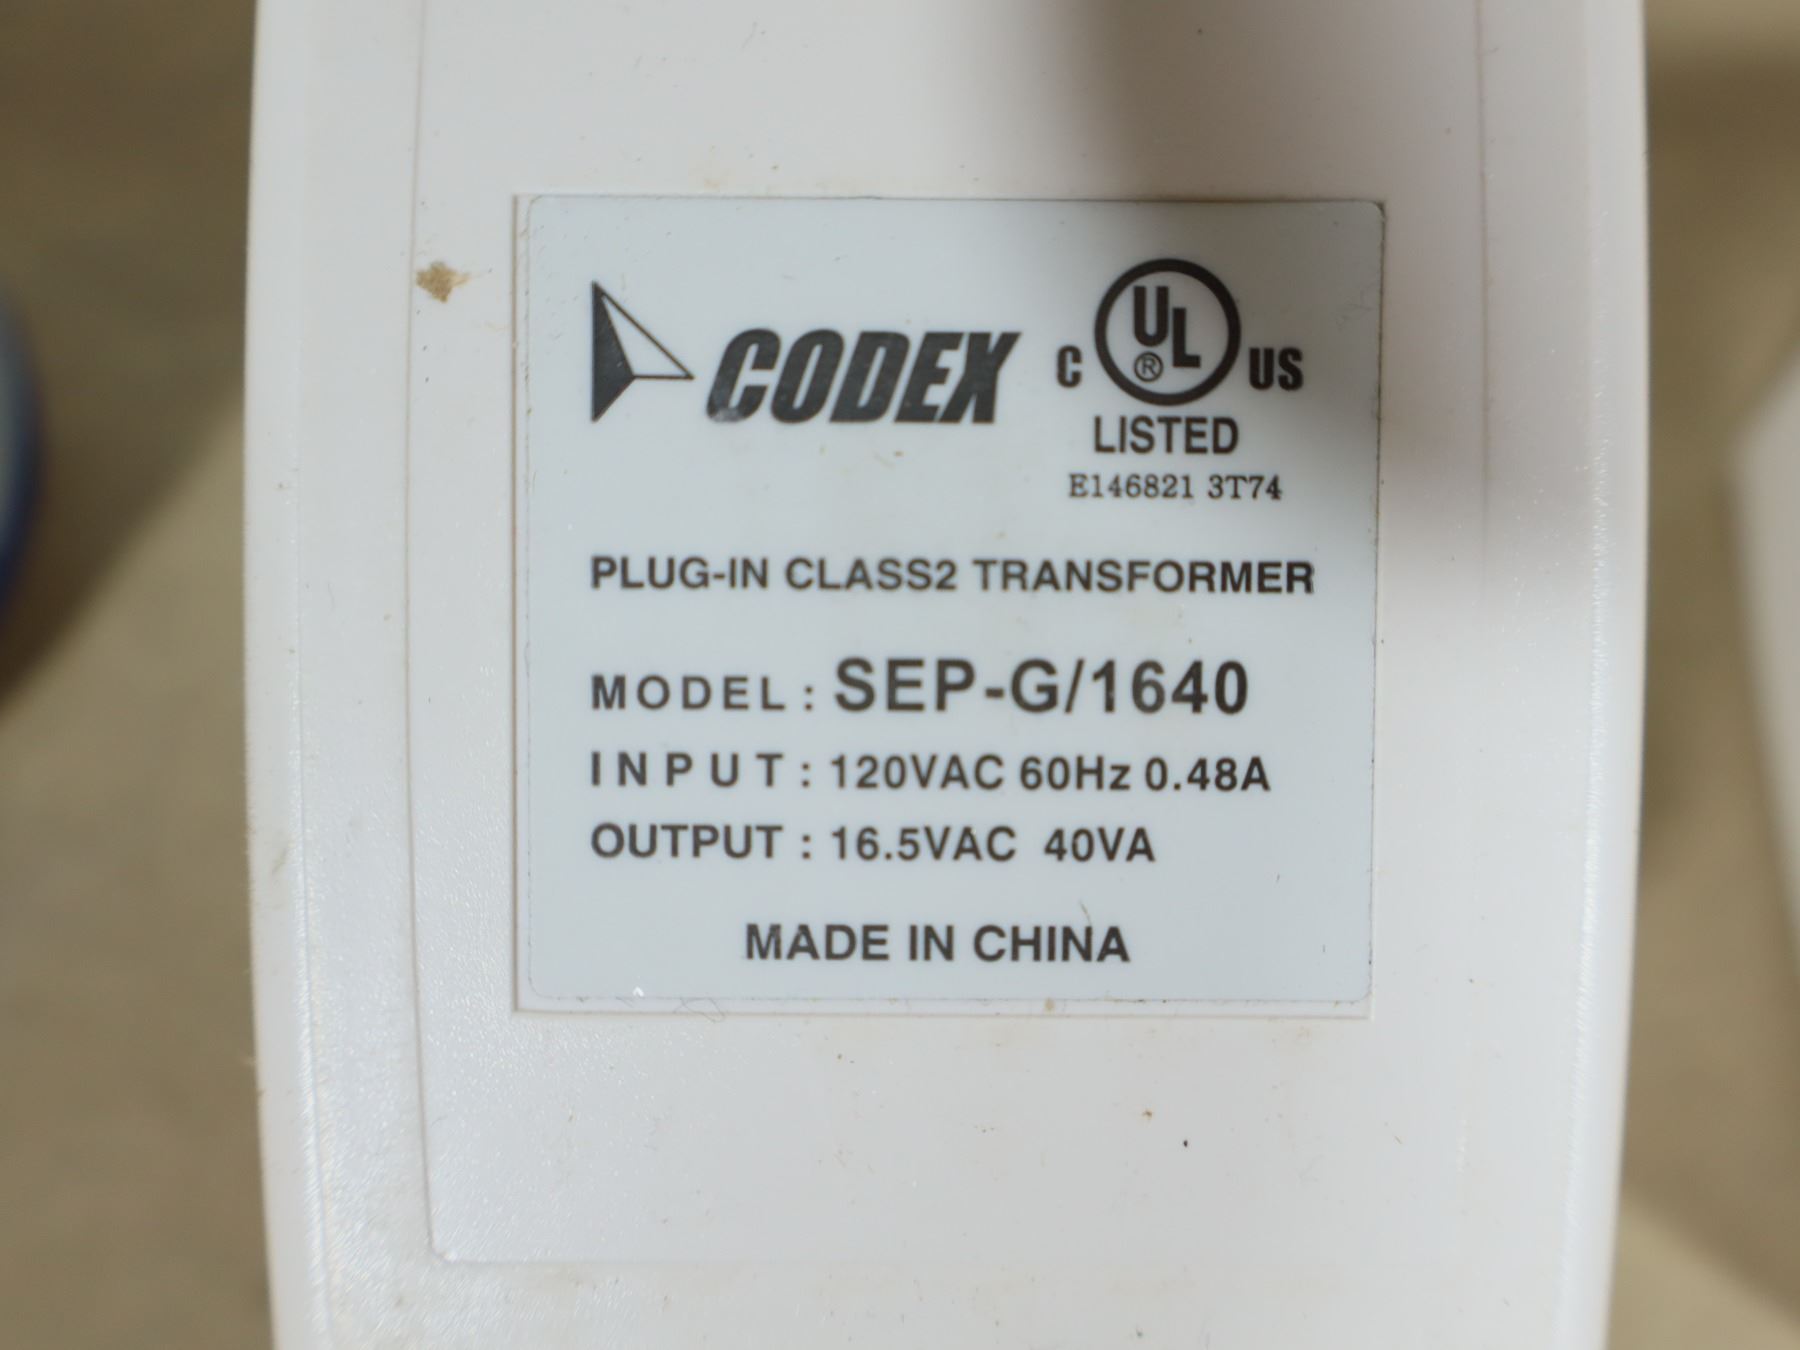 CODEX
C UL® US
LISTED
E146821 3T74
PLUG-IN CLASS2 TRANSFORMER
MODEL: SEP-G/1640
INPUT: 120VAC 60Hz 0.48A
OUTPUT: 16.5VAC 40VA
MADE IN CHINA